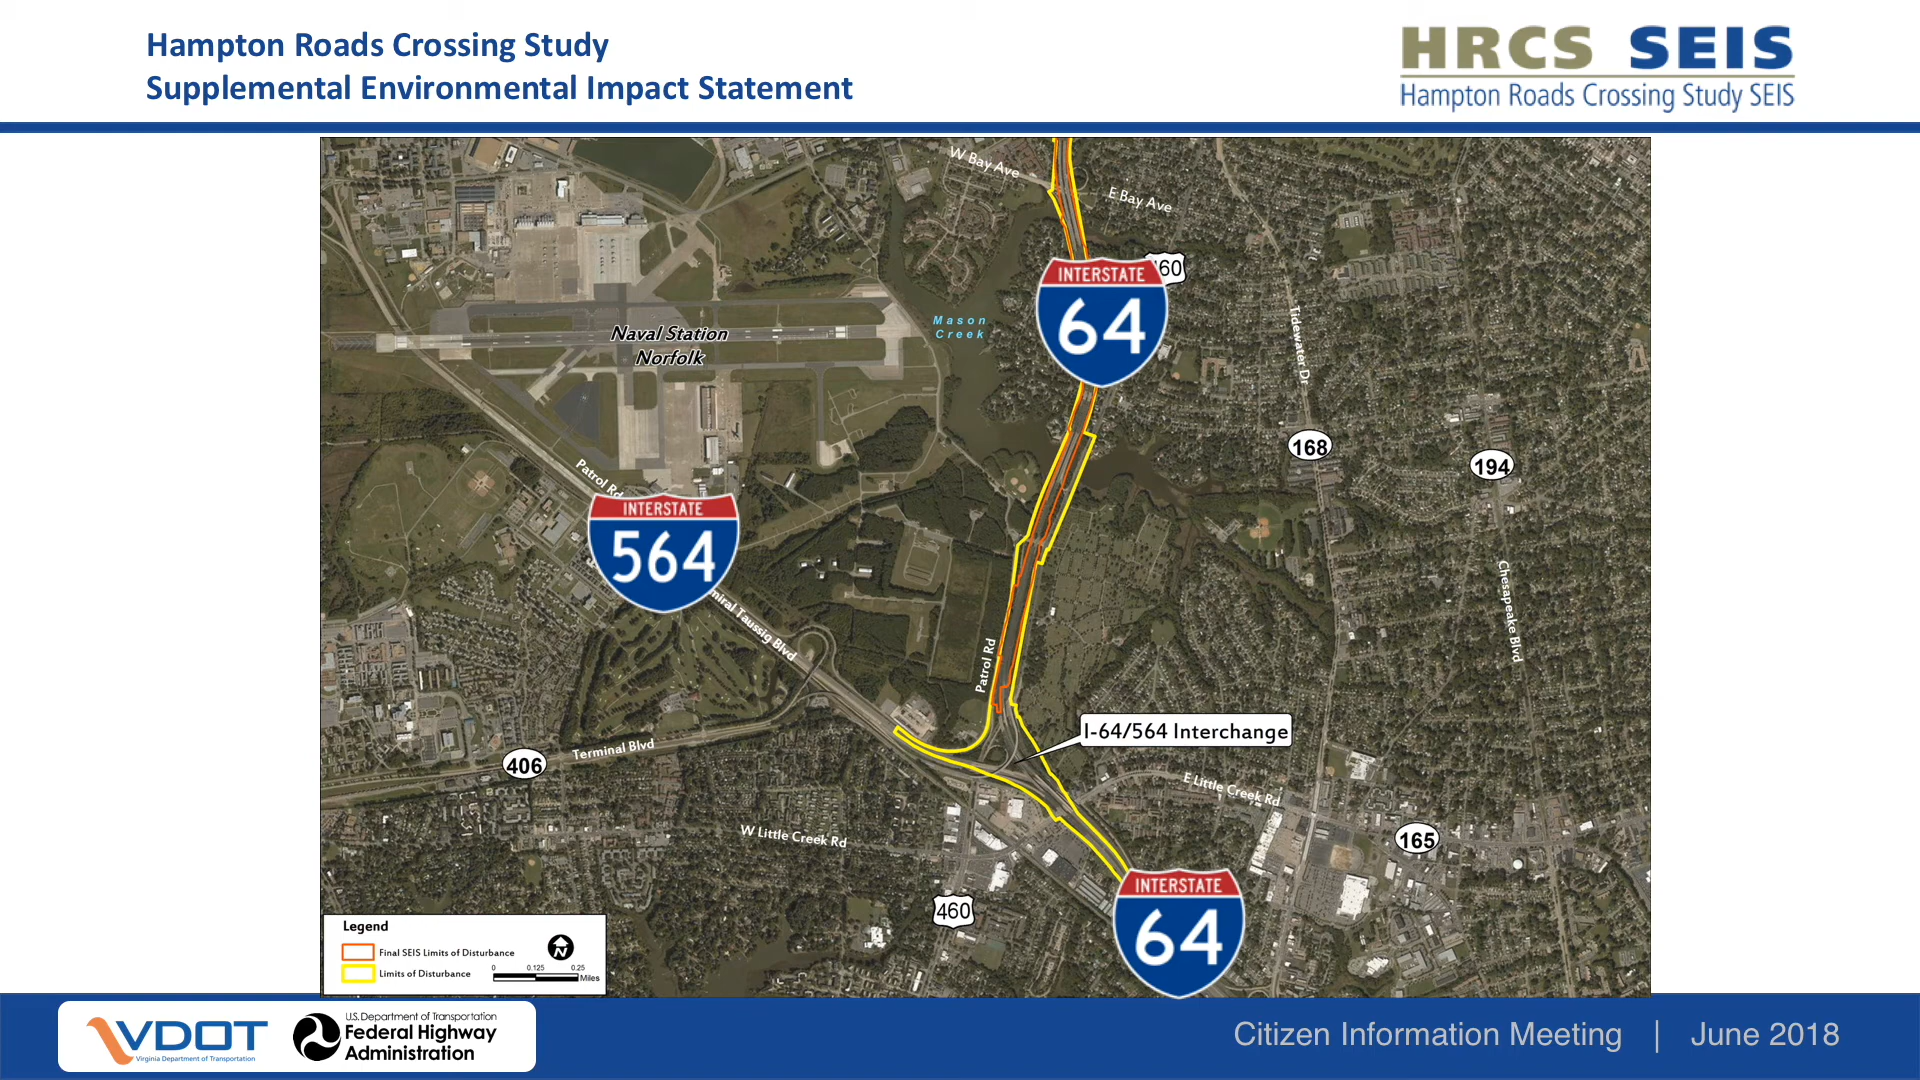 Hampton Roads Crossing Study
Supplemental Environmental Impact Statement
HRCS SEIS
Hampton Roads Crossing Study SEIS
W Bay Ave
E Bay Ave
60
INTERSTATE
64
Mason
Creek
Naval Station
Norfolk
Tidewater Dr
168
194
Patrol Rd
INTERSTATE
564
miral Taussig Blvd
Chesapeake Blvd
Patrol Rd
I-64/564 Interchange
Terminal Blvd
406
E Little Creek Rd
W Little Creek Rd
165
460
INTERSTATE
64
Legend
Final SEIS Limits of Disturbance
Limits of Disturbance
N
0 0.125 0.25
Miles
VDOT
Virginia Department of Transportation
U.S. Department of Transportation
Federal Highway
Administration
Citizen Information Meeting | June 2018